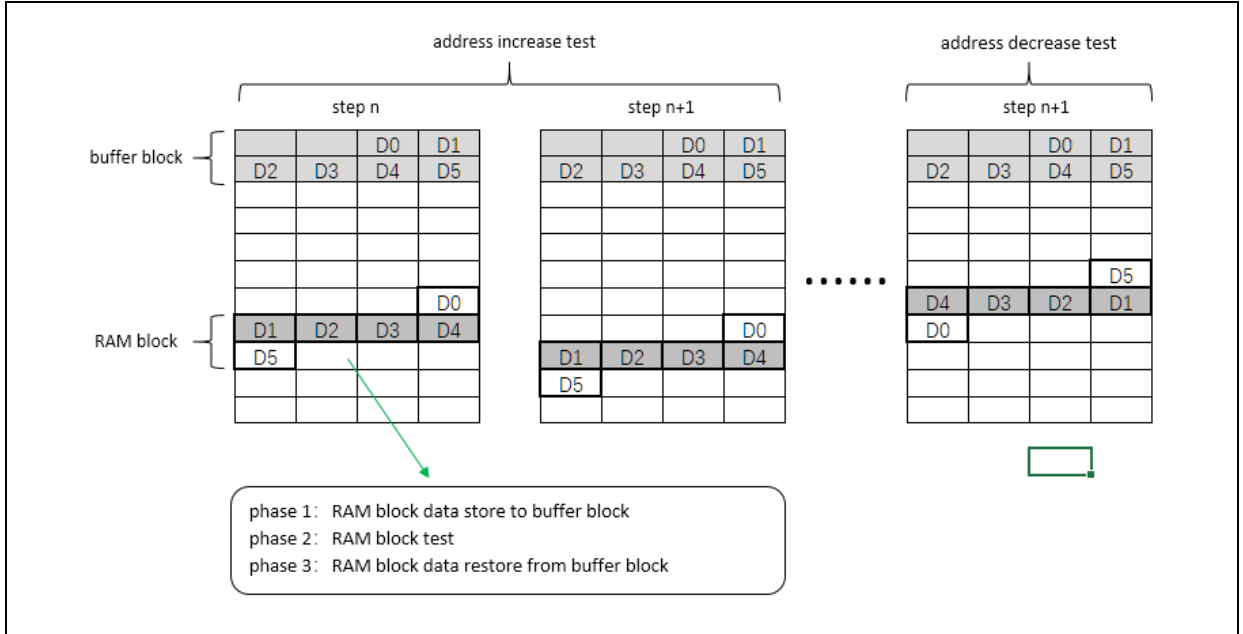 address increase test
address decrease test
step n
step n+1
step n+1
buffer block
D0 D1
D2 D3 D4 D5
D0 D1
D2 D3 D4 D5
D0 D1
D2 D3 D4 D5
RAM block
D0
D1 D2 D3 D4
D5
D0
D1 D2 D3 D4
D5
......
D5
D4 D3 D2 D1
D0
phase 1: RAM block data store to buffer block
phase 2: RAM block test
phase 3: RAM block data restore from buffer block